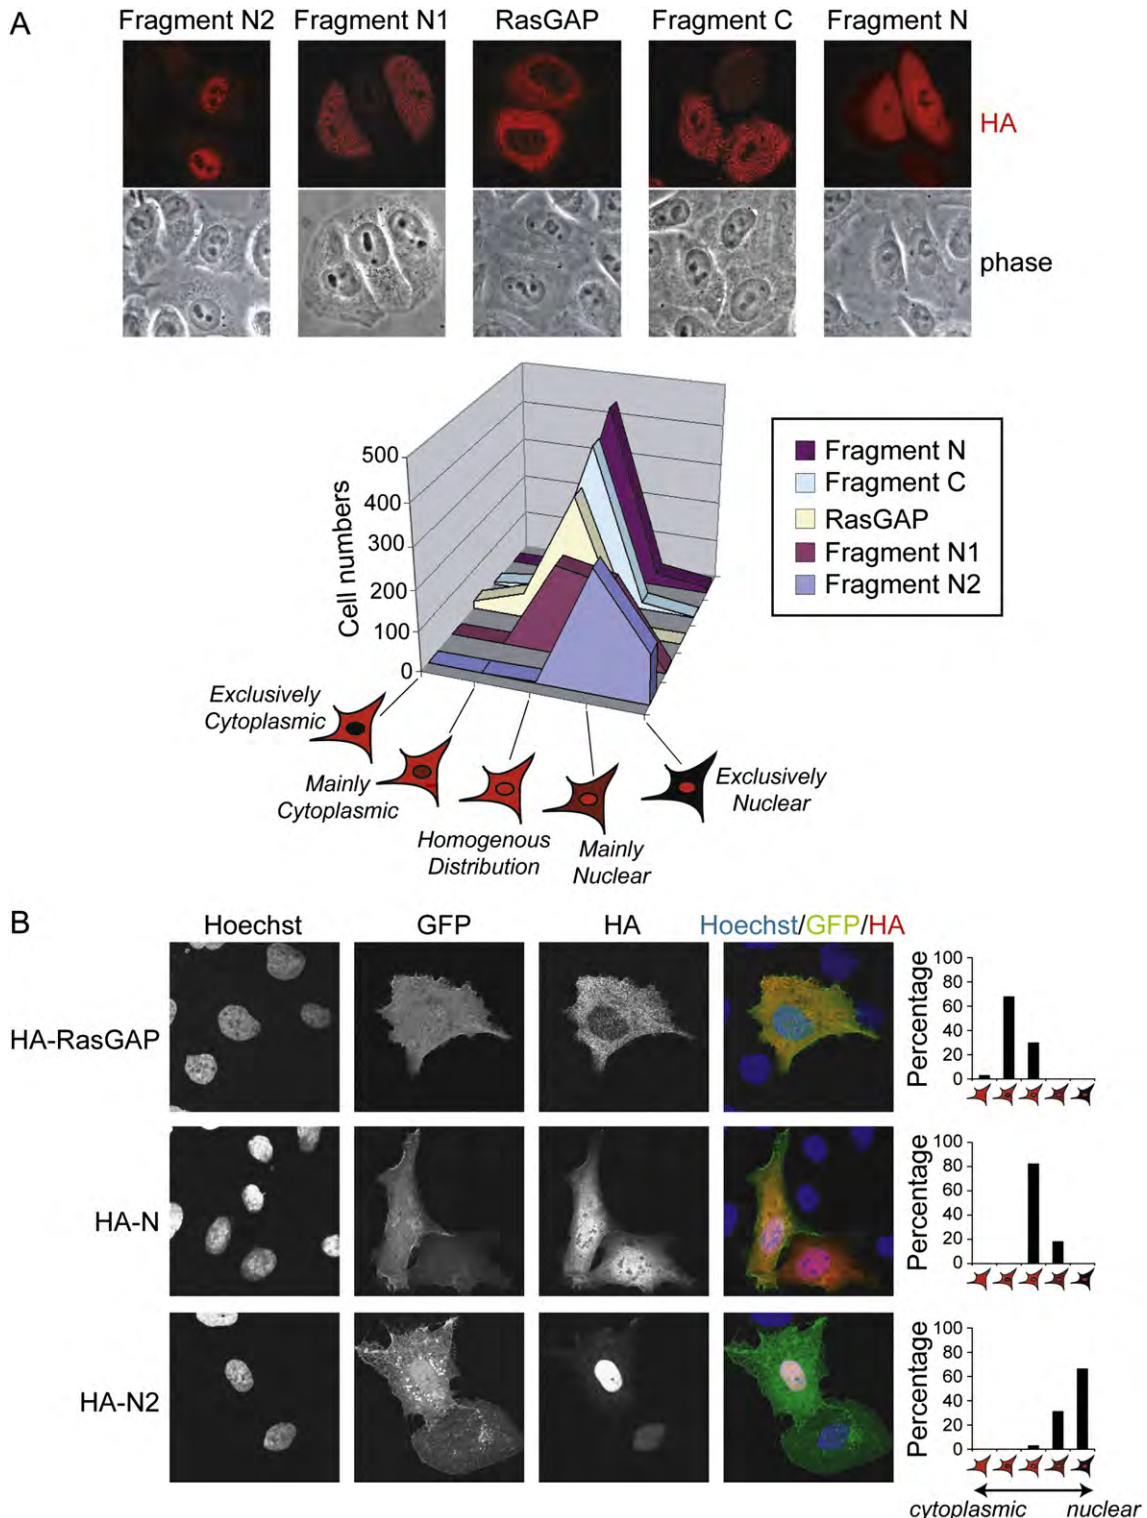 A
Fragment N2 Fragment N1 RasGAP Fragment C Fragment N
HA
phase
500
400
300
200
100
0
Cell numbers
Fragment N
Fragment C
RasGAP
Fragment N1
Fragment N2
Exclusively
Cytoplasmic
Mainly
Cytoplasmic
Homogenous
Distribution
Mainly
Nuclear
Exclusively
Nuclear
B
Hoechst GFP HA Hoechst/GFP/HA
HA-RasGAP
Percentage
100
80
60
40
20
0
HA-N
Percentage
100
80
60
40
20
0
HA-N2
Percentage
100
80
60
40
20
0
cytoplasmic nuclear